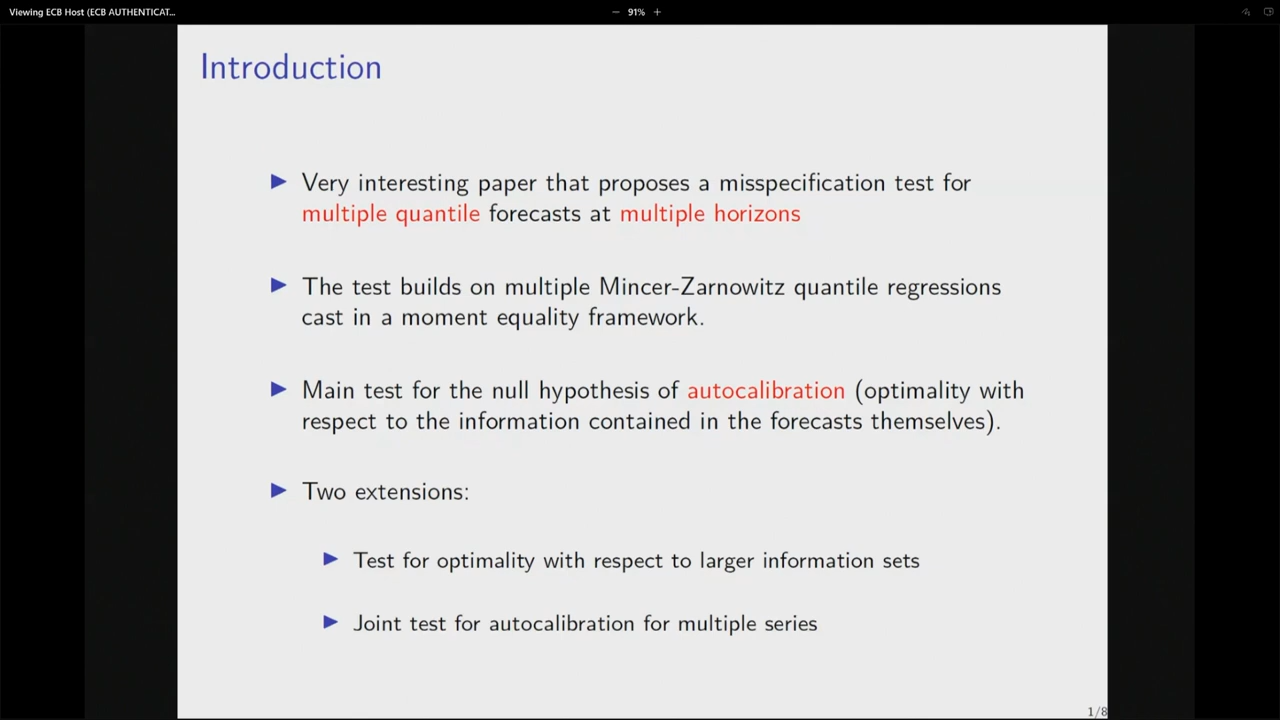 Viewing ECB Host (ECB AUTHENTICAT...
− 91% +
Introduction
Very interesting paper that proposes a misspecification test for
multiple quantile forecasts at multiple horizons
The test builds on multiple Mincer-Zarnowitz quantile regressions
cast in a moment equality framework.
Main test for the null hypothesis of autocalibration (optimality with
respect to the information contained in the forecasts themselves).
Two extensions:
Test for optimality with respect to larger information sets
Joint test for autocalibration for multiple series
1/8